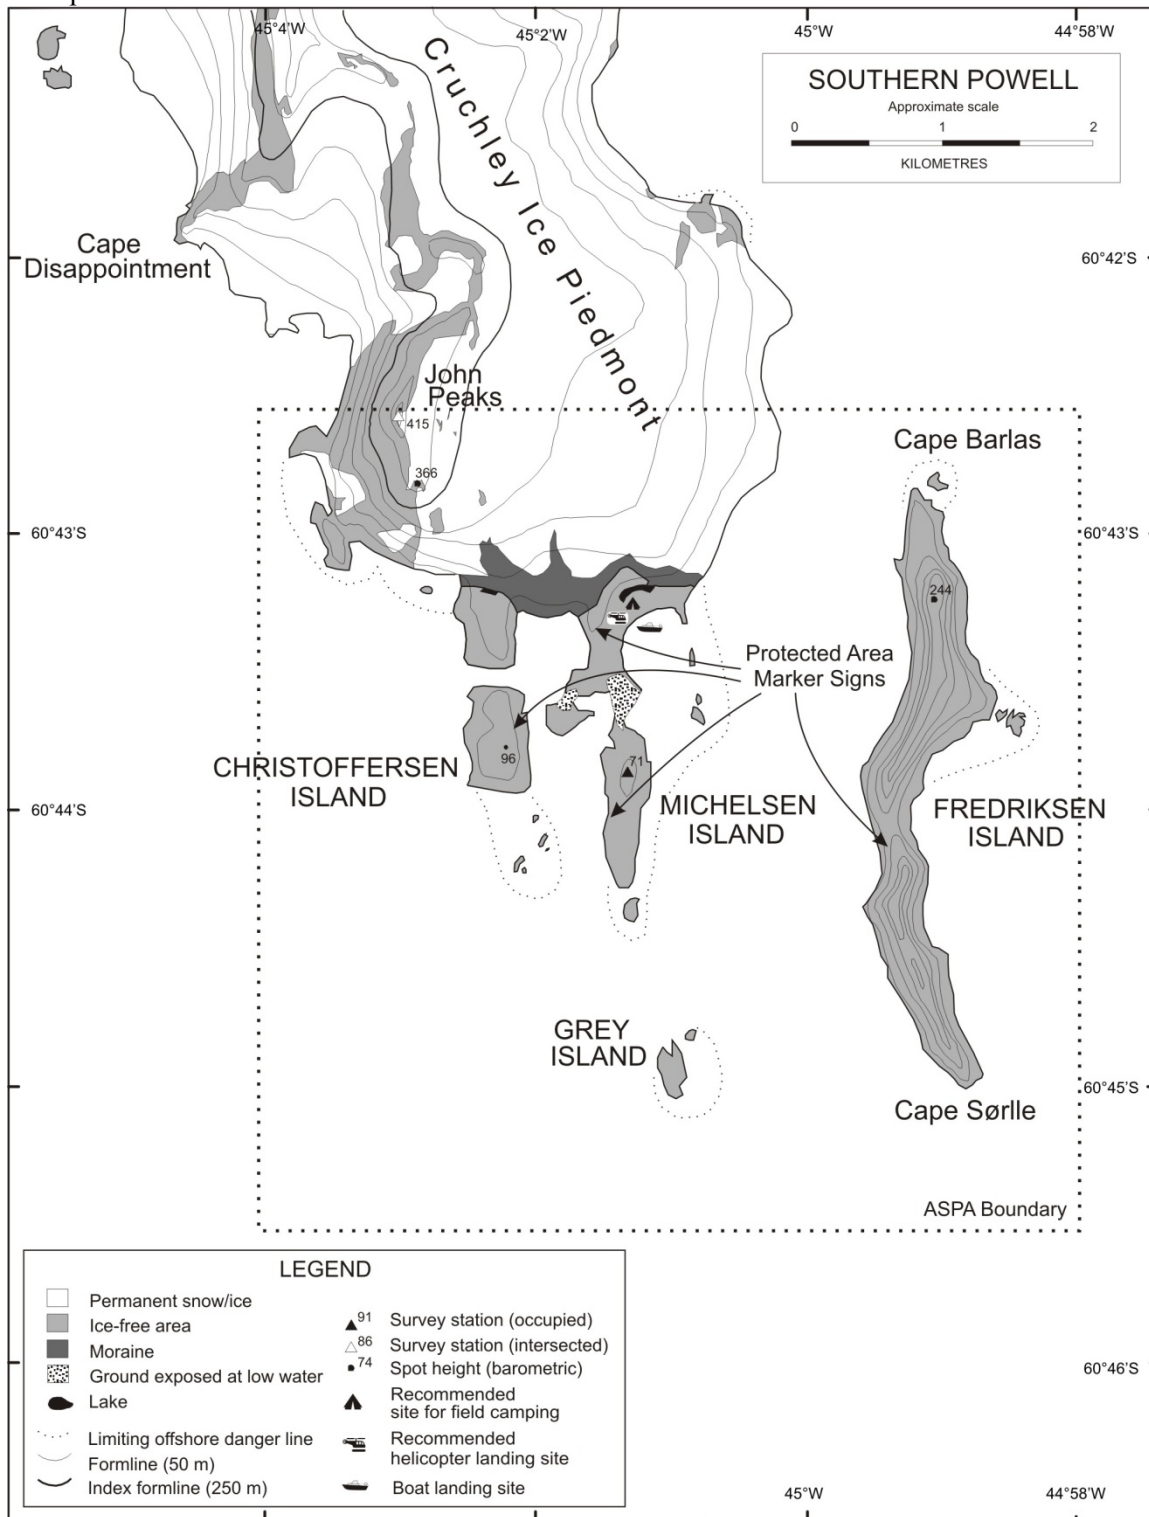 45°4'W
45°2'W
45°W
44°58'W
SOUTHERN POWELL
Approximate scale
0 1 2
KILOMETRES
Cruchley Ice Piedmont
Cape
Disappointment
60°42'S
John
Peaks
415
366
Cape Barlas
60°43'S
60°43'S
244
Protected Area
Marker Signs
96
71
CHRISTOFFERSEN
ISLAND
MICHELSEN
ISLAND
FREDRIKSEN
ISLAND
60°44'S
GREY
ISLAND
60°45'S
Cape Sørlle
ASPA Boundary
LEGEND
Permanent snow/ice
Ice-free area
Moraine
Ground exposed at low water
Lake
Limiting offshore danger line
Formline (50 m)
Index formline (250 m)
91 Survey station (occupied)
86 Survey station (intersected)
74 Spot height (barometric)
Recommended
site for field camping
Recommended
helicopter landing site
Boat landing site
60°46'S
45°W
44°58'W